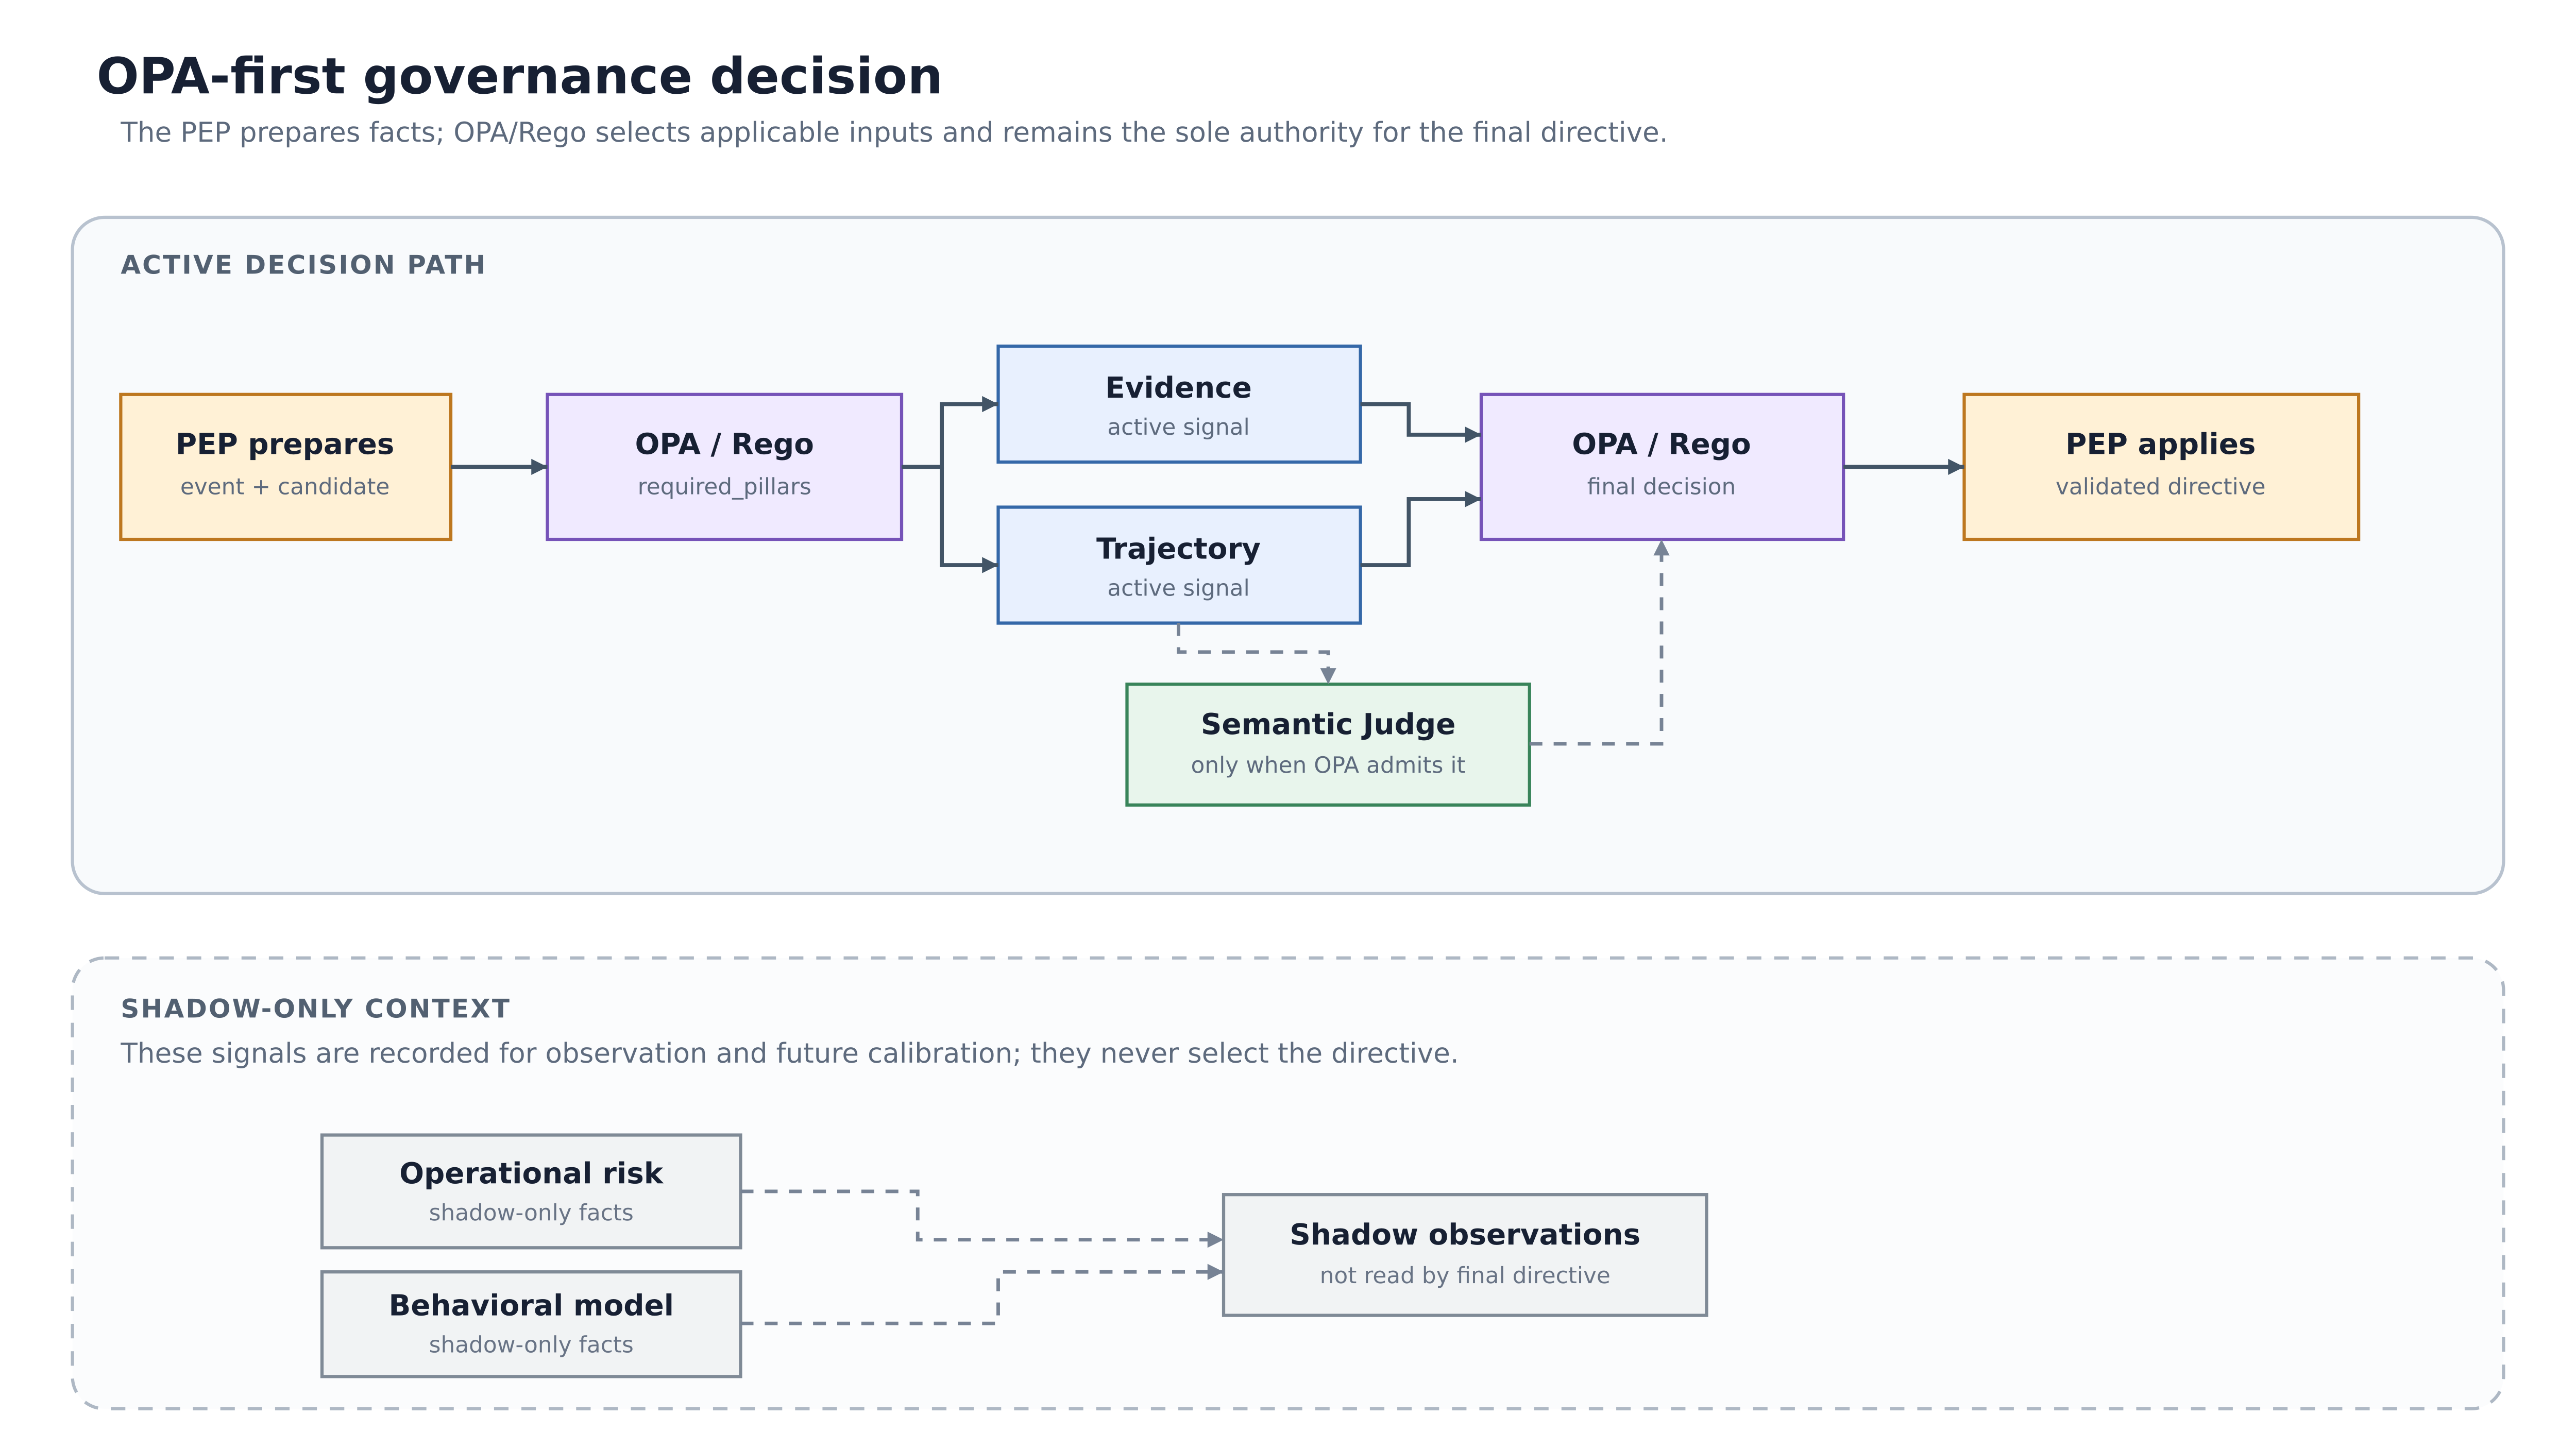 OPA-first governance decision
The PEP prepares facts; OPA/Rego selects applicable inputs and remains the sole authority for the final directive.
ACTIVE DECISION PATH
PEP prepares
event + candidate
OPA / Rego
required_pillars
Evidence
active signal
Trajectory
active signal
OPA / Rego
final decision
PEP applies
validated directive
Semantic Judge
only when OPA admits it
SHADOW-ONLY CONTEXT
These signals are recorded for observation and future calibration; they never select the directive.
Operational risk
shadow-only facts
Behavioral model
shadow-only facts
Shadow observations
not read by final directive